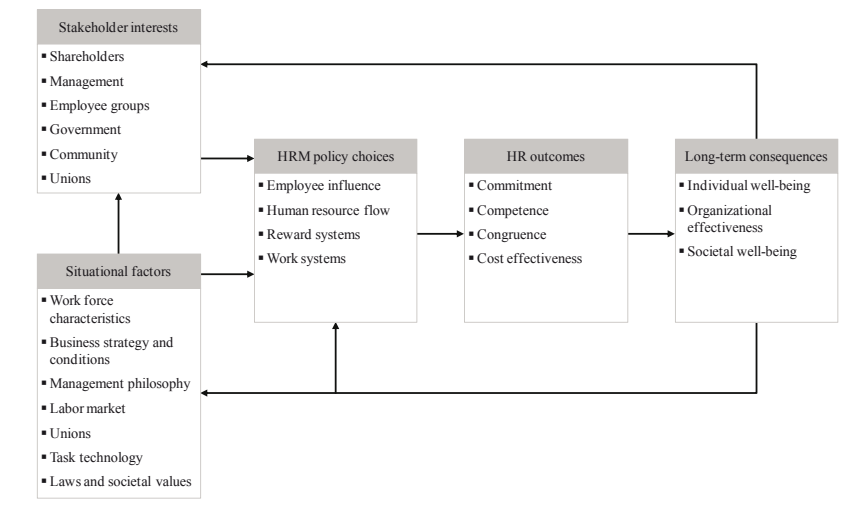 Stakeholder interests
▪ Shareholders
▪ Management
▪ Employee groups
▪ Government
▪ Community
▪ Unions
Situational factors
▪ Work force
characteristics
▪ Business strategy and
conditions
▪ Management philosophy
▪ Labor market
▪ Unions
▪ Task technology
▪ Laws and societal values
HRM policy choices
▪ Employee influence
▪ Human resource flow
▪ Reward systems
▪ Work systems
HR outcomes
▪ Commitment
▪ Competence
▪ Congruence
▪ Cost effectiveness
Long-term consequences
▪ Individual well-being
▪ Organizational
effectiveness
▪ Societal well-being